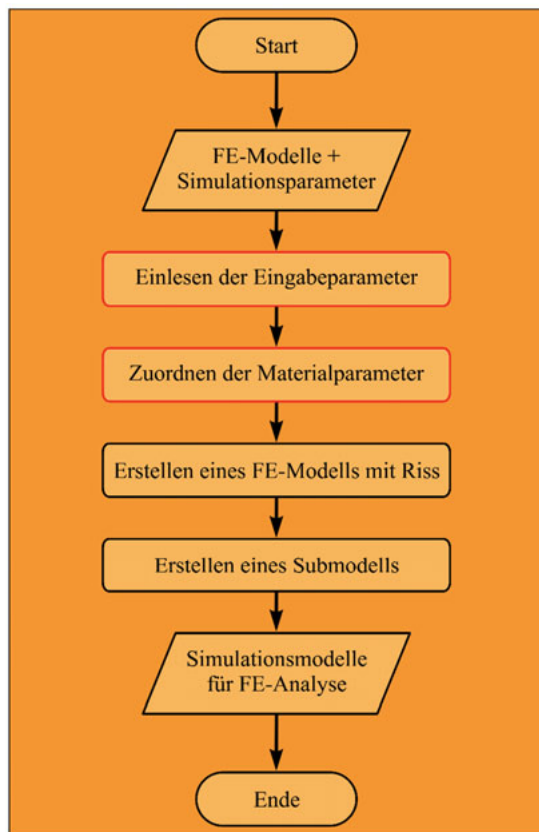 Start
FE-Modelle +
Simulationsparameter
Einlesen der Eingabeparameter
Zuordnen der Materialparameter
Erstellen eines FE-Modells mit Riss
Erstellen eines Submodells
Simulationsmodelle
für FE-Analyse
Ende